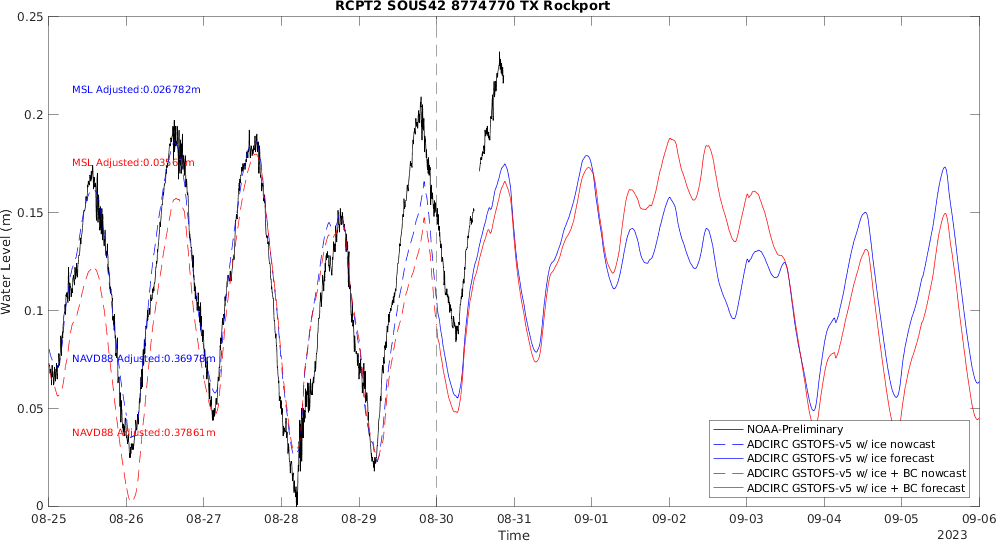 RCPT2 SOUS42 8774770 TX Rockport
0.25
0.2
0.15
0.1
0.05
0
Water Level (m)
MSL Adjusted:0.026782m
MSL Adjusted:
NAVD88 Adjusted:0.36978m
NAVD88 Adjusted:0.37861m
NOAA-Preliminary
ADCIRC GSTOFS-v5 w/ ice nowcast
ADCIRC GSTOFS-v5 w/ ice forecast
ADCIRC GSTOFS-v5 w/ ice + BC nowcast
ADCIRC GSTOFS-v5 w/ ice + BC forecast
08-25 08-26 08-27 08-28 08-29 08-30 08-31 09-01 09-02 09-03 09-04 09-05 09-06
Time
2023